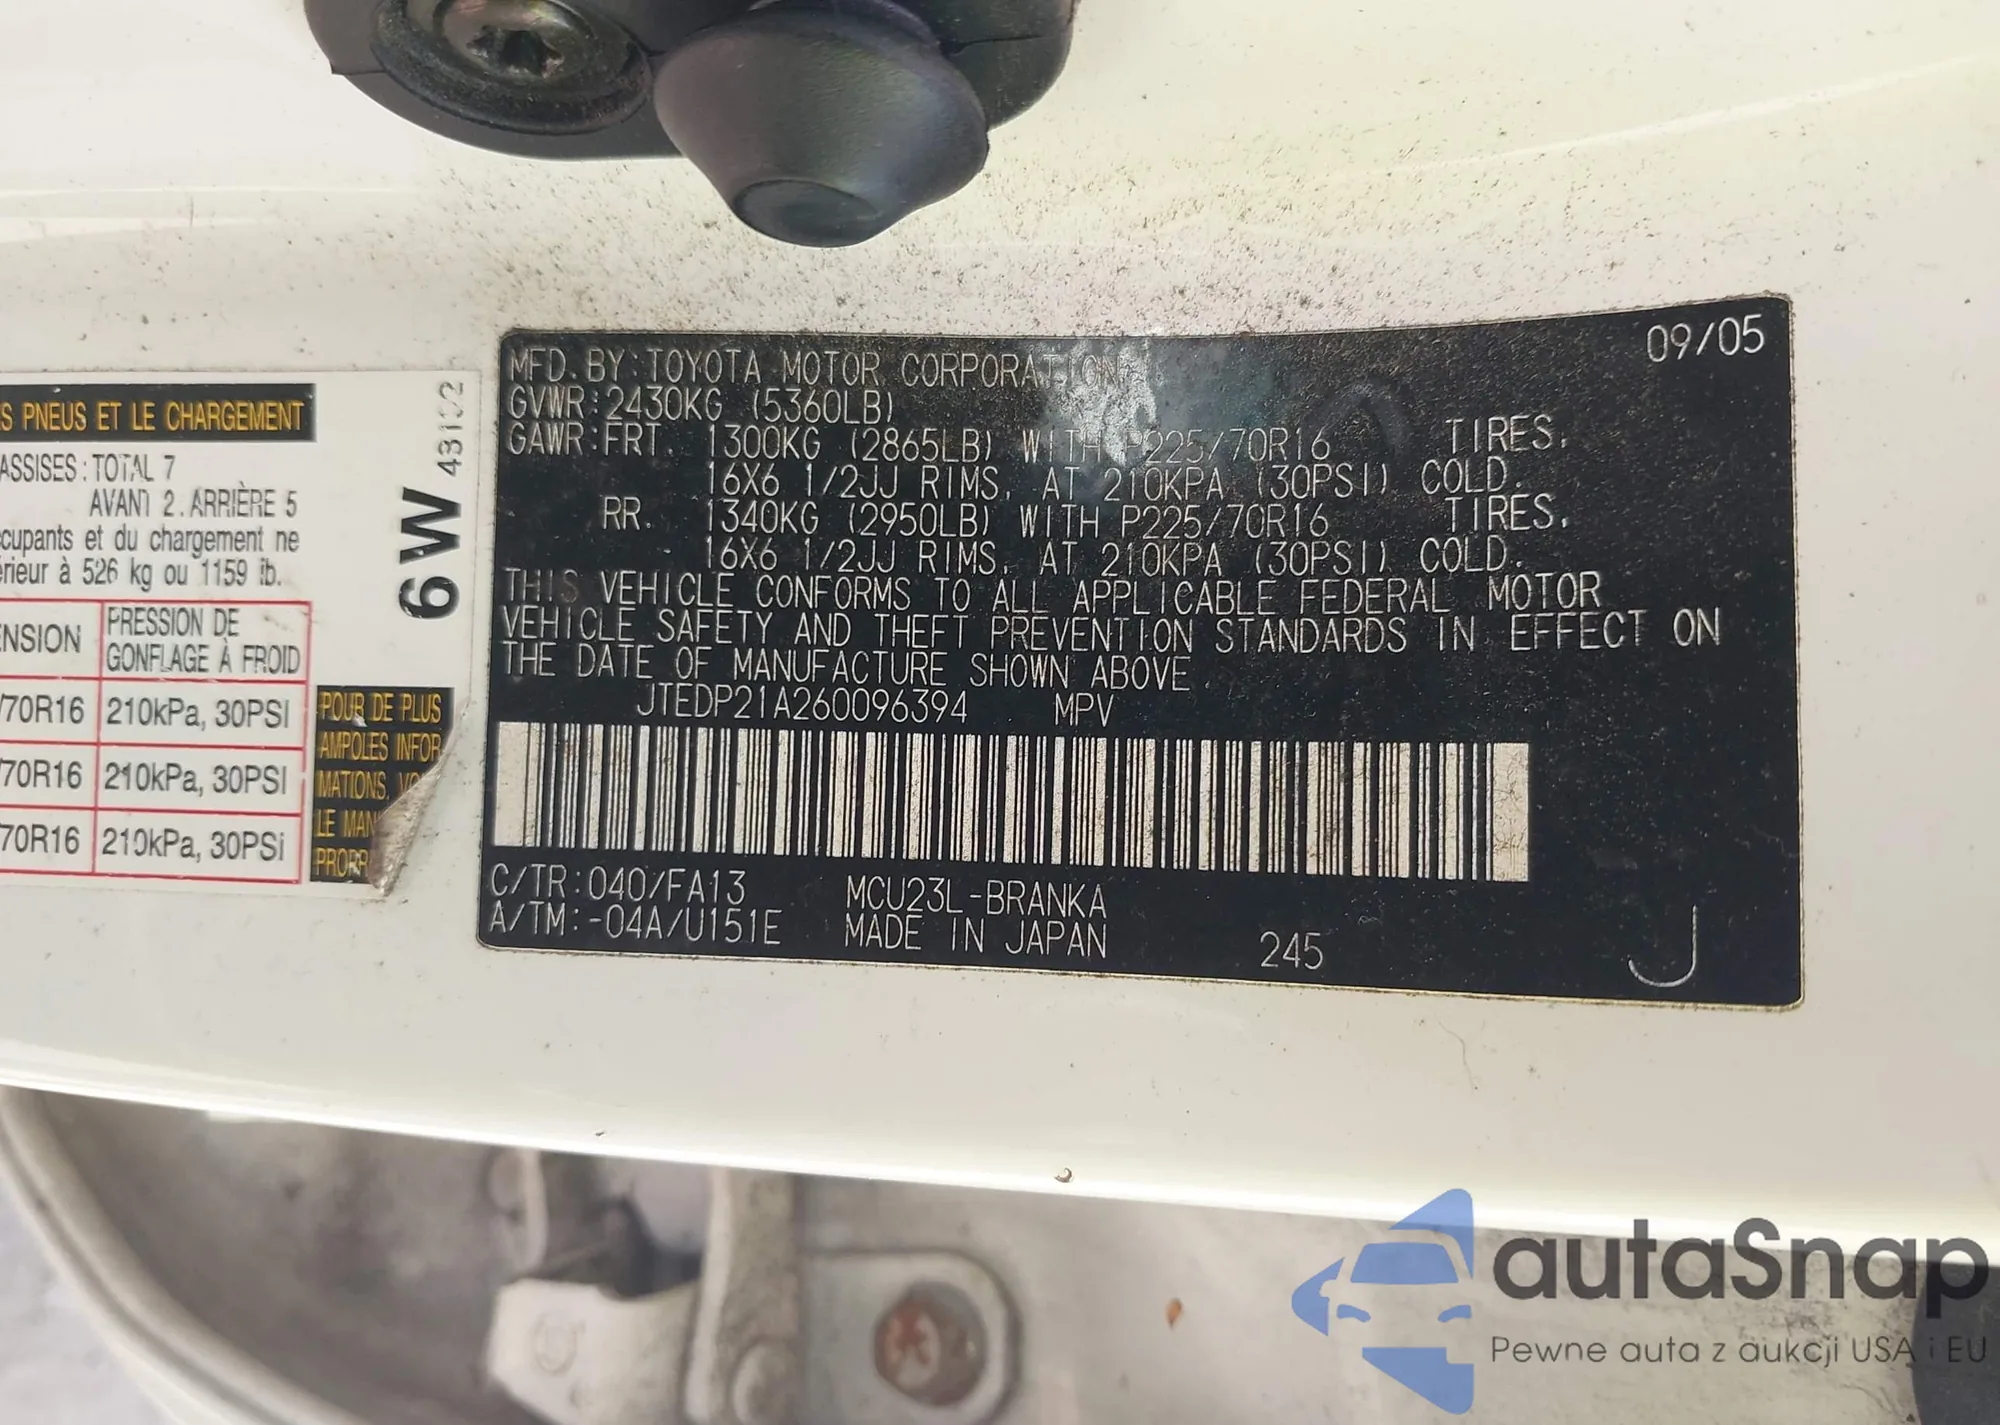 S PNEUS ET LE CHARGEMENT
ASSISES : TOTAL 7
AVANT 2 . ARRIÈRE 5
cupants et du chargement ne
érieur à 526 kg ou 1159 lb.
ENSION
PRESSION DE
GONFLAGE À FROID
/70R16 210kPa, 30PSI
/70R16 210kPa, 30PSI
/70R16 210kPa, 30PSI
6W
POUR DE PLUS
AMPLES INFOR
MATIONS,
LE MAN
PROPR
09/05
MFD. BY: TOYOTA MOTOR CORPORATION
GVWR: 2430KG (5360LB)
GAWR: FRT. 1300KG (2865LB) WITH P225/70R16 TIRES,
16X6 1/2JJ RIMS, AT 210KPA (30PSI) COLD.
RR. 1340KG (2950LB) WITH P225/70R16 TIRES,
16X6 1/2JJ RIMS, AT 210KPA (30PSI) COLD.
THIS VEHICLE CONFORMS TO ALL APPLICABLE FEDERAL MOTOR
VEHICLE SAFETY AND THEFT PREVENTION STANDARDS IN EFFECT ON
THE DATE OF MANUFACTURE SHOWN ABOVE.
JTEDP21A260096394 MPV
C/TR: 040/FA13 MCU23L-BRANKA
A/TM: -04A/U151E MADE IN JAPAN 245 J
autaSnap
Pewne auta z aukcji USA i EU